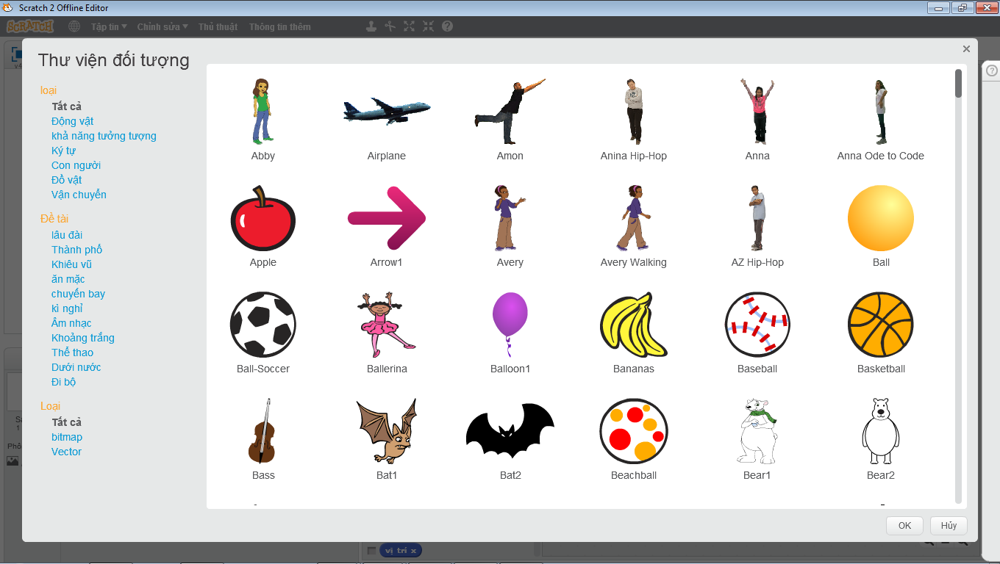 Scratch 2 Offline Editor
SCRATCH Tập tin Chỉnh sửa Thủ thuật Thông tin thêm
Thư viện đối tượng
loại
Tất cả
Động vật
khả năng tưởng tượng
Ký tự
Con người
Đồ vật
Vận chuyển
Đề tài
lâu đài
Thành phố
Khiêu vũ
ăn mặc
chuyến bay
kì nghỉ
Âm nhạc
Khoảng trắng
Thể thao
Dưới nước
Đi bộ
Loại
Tất cả
bitmap
Vector
Abby Airplane Amon Anina Hip-Hop Anna Anna Ode to Code
Apple Arrow1 Avery Avery Walking AZ Hip-Hop Ball
Ball-Soccer Ballerina Balloon1 Bananas Baseball Basketball
Bass Bat1 Bat2 Beachball Bear1 Bear2
OK Hủy
vị trí x